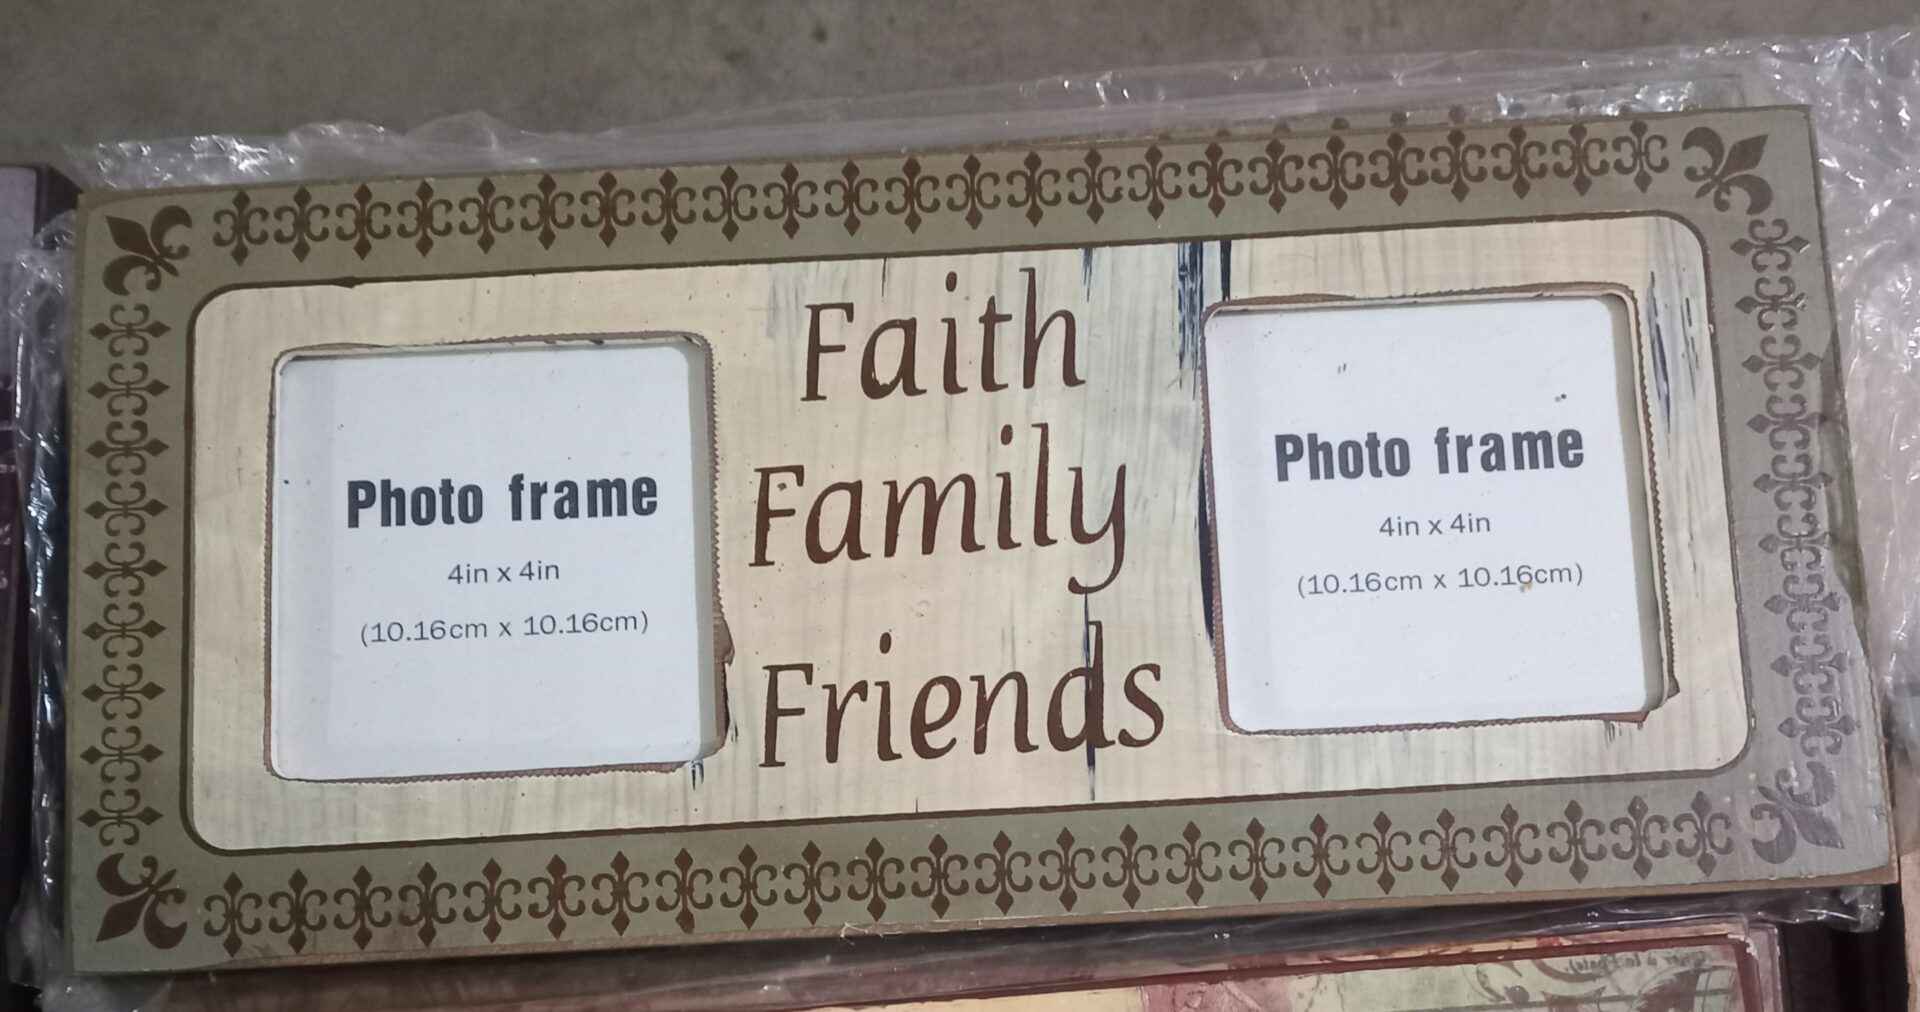 Faith
Family
Friends
Photo frame
4in x 4in
(10.16cm x 10.16cm)
Photo frame
4in x 4in
(10.16cm x 10.16cm)